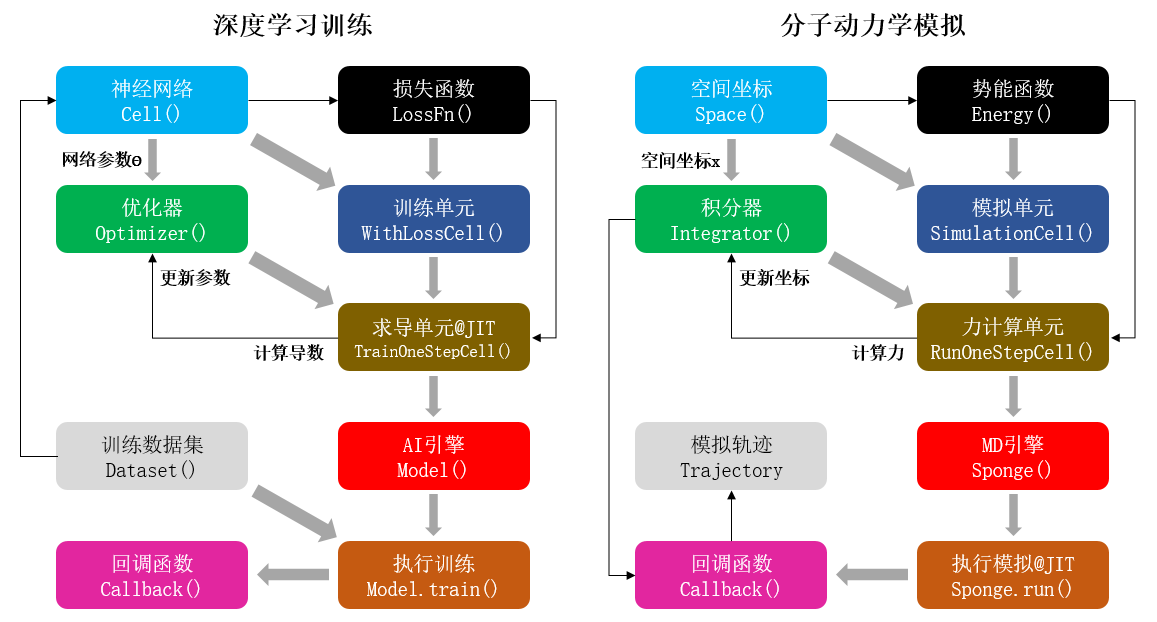 深度学习训练
神经网络
Cell()
损失函数
LossFn()
网络参数θ
优化器
Optimizer()
训练单元
WithLossCell()
更新参数
求导单元@JIT
TrainOneStepCell()
计算导数
训练数据集
Dataset()
AI引擎
Model()
回调函数
Callback()
执行训练
Model.train()
分子动力学模拟
空间坐标
Space()
势能函数
Energy()
空间坐标x
积分器
Integrator()
模拟单元
SimulationCell()
更新坐标
力计算单元
RunOneStepCell()
计算力
模拟轨迹
Trajectory
MD引擎
Sponge()
回调函数
Callback()
执行模拟@JIT
Sponge.run()